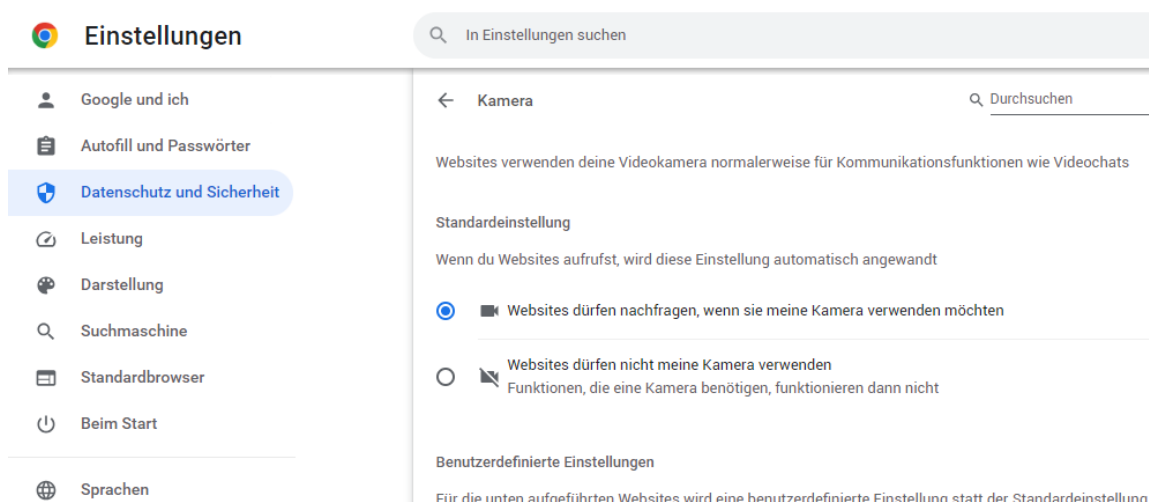 Einstellungen
In Einstellungen suchen
Google und ich
Autofill und Passwörter
Datenschutz und Sicherheit
Leistung
Darstellung
Suchmaschine
Standardbrowser
Beim Start
Sprachen
Kamera
Durchsuchen
Websites verwenden deine Videokamera normalerweise für Kommunikationsfunktionen wie Videochats
Standardeinstellung
Wenn du Websites aufrufst, wird diese Einstellung automatisch angewandt
Websites dürfen nachfragen, wenn sie meine Kamera verwenden möchten
Websites dürfen nicht meine Kamera verwenden
Funktionen, die eine Kamera benötigen, funktionieren dann nicht
Benutzerdefinierte Einstellungen
Für die unten aufgeführten Websites wird eine benutzerdefinierte Einstellung statt der Standardeinstellung